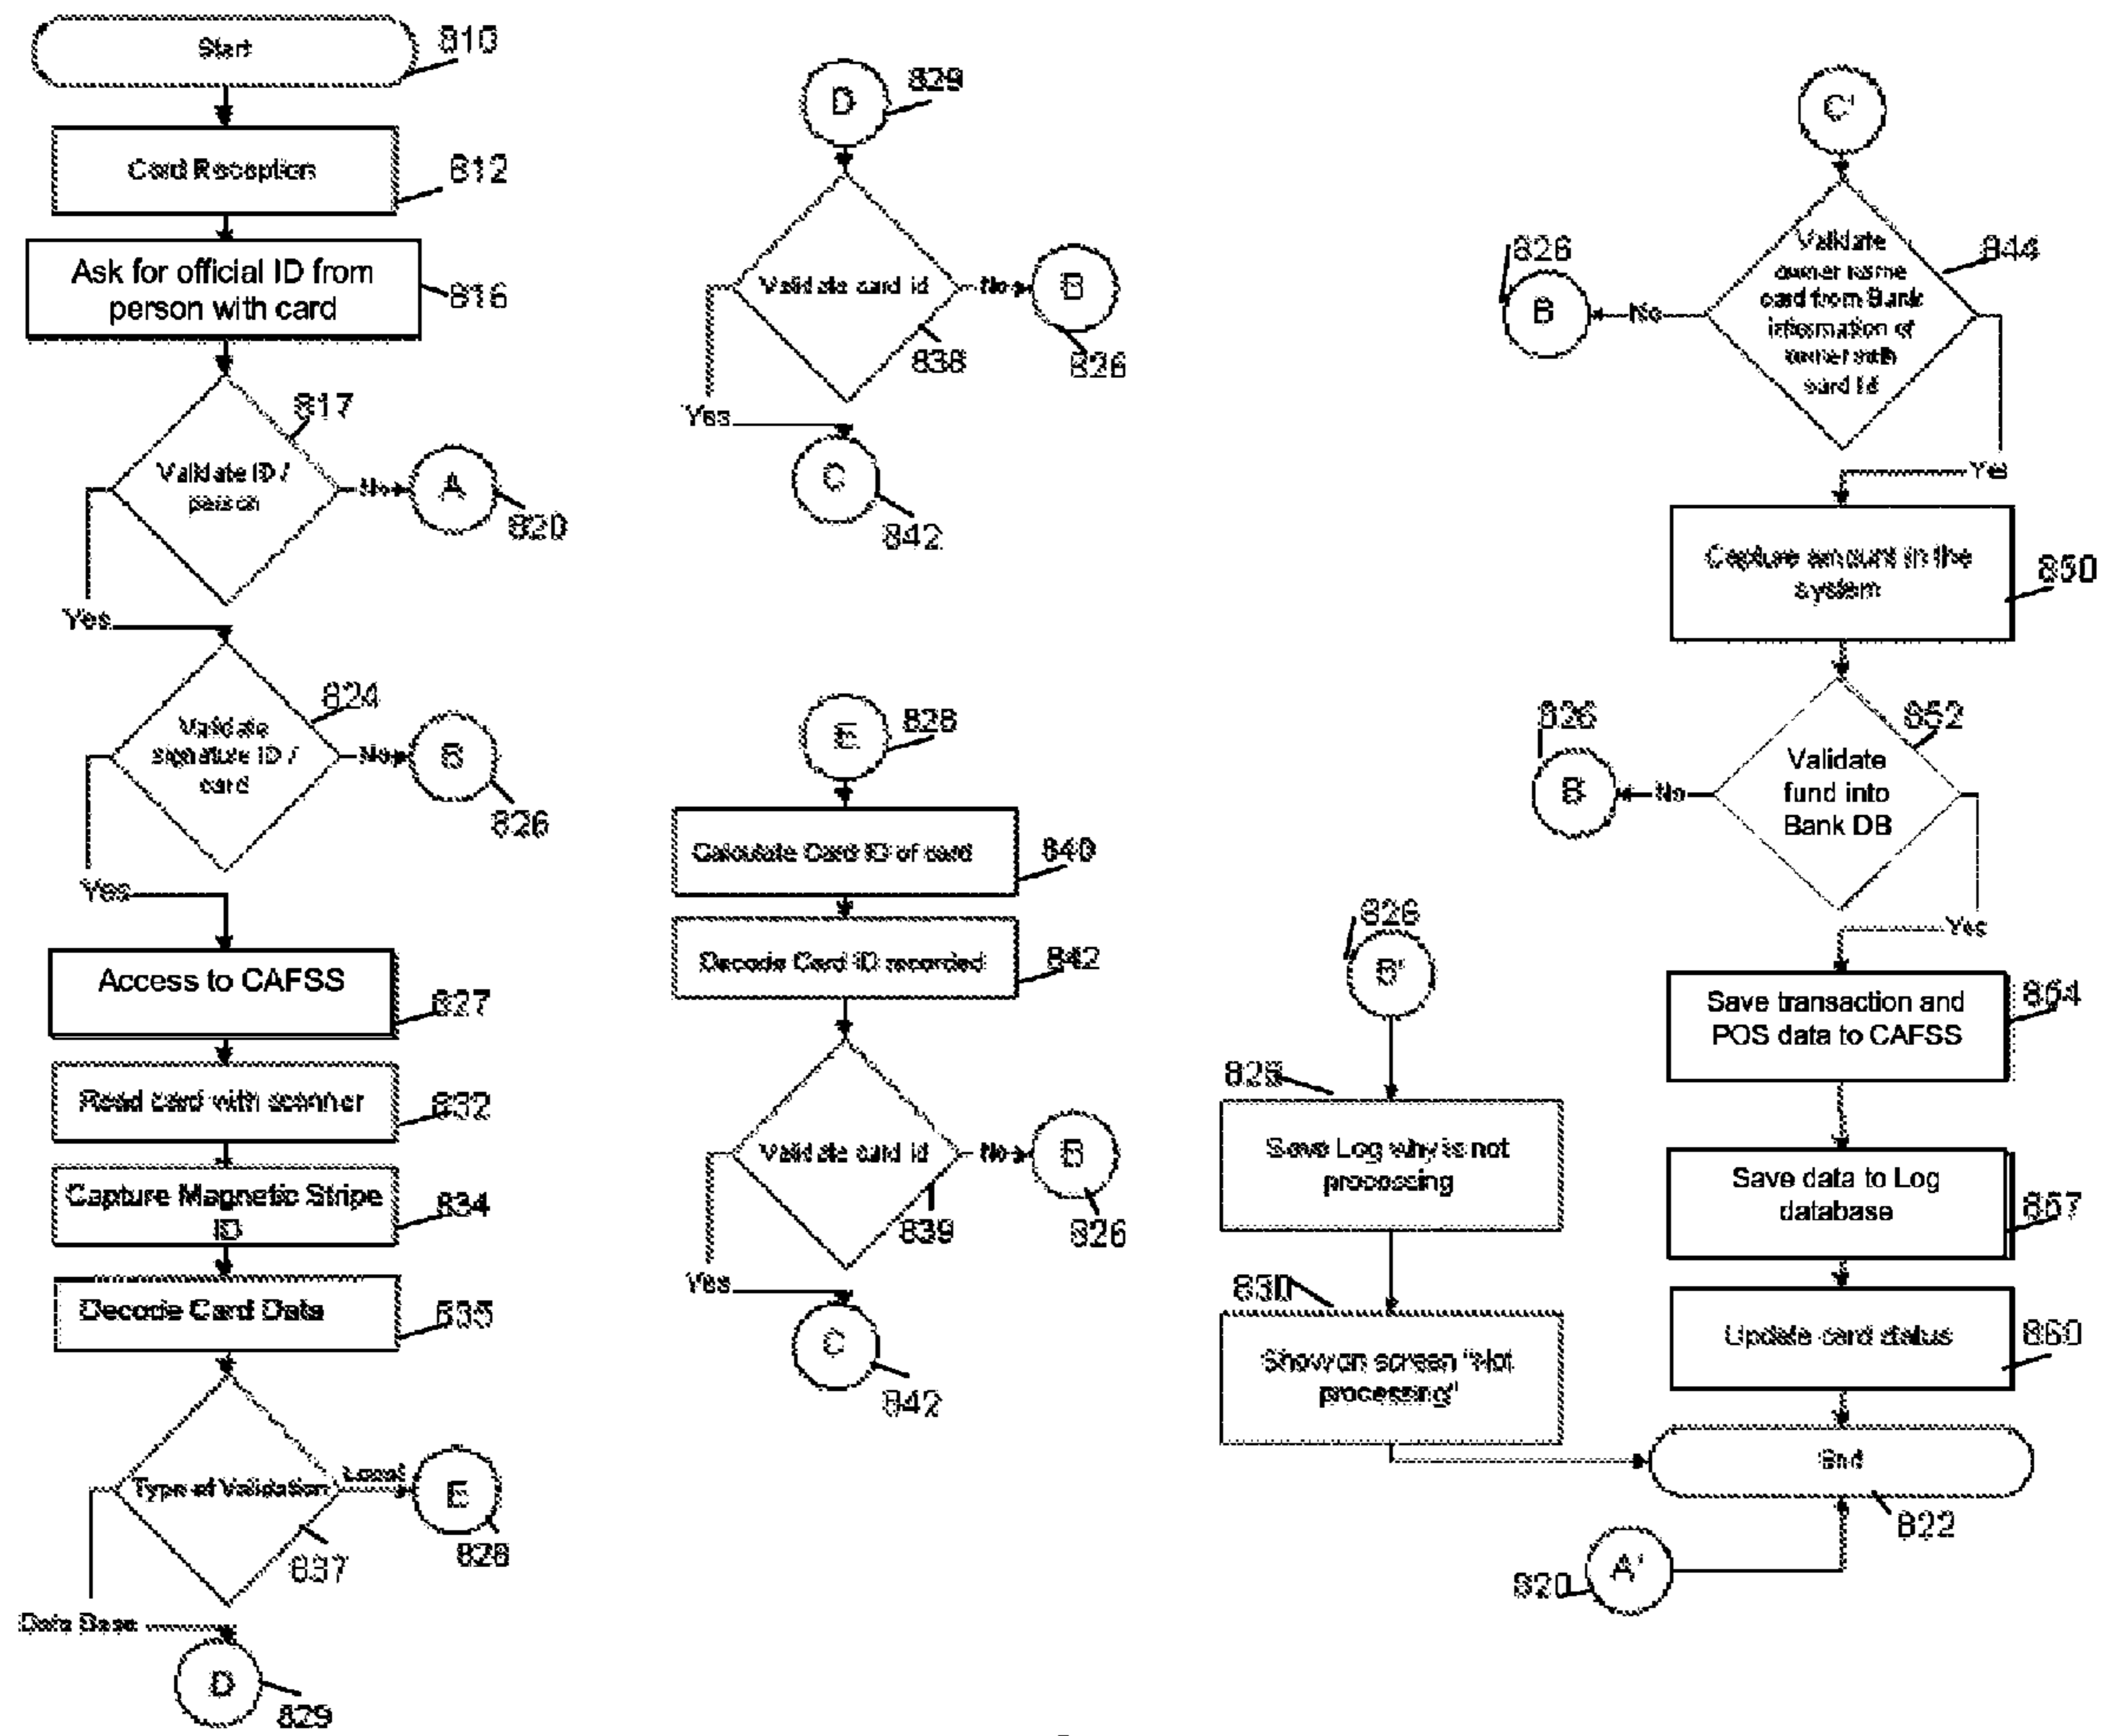 Start
810
Card Reception
812
Ask for official ID from
person with card
816
817
Validate ID /
person
No
A
820
Yes
824
Validate
signature ID /
card
No
B
826
Yes
Access to CAFSS
827
Read card with scanner
832
Capture Magnetic Stripe
ID
834
Decode Card Data
835
Type of Validation
Local
E
828
837
Data Base
D
829
D
829
Validate card id
No
B
826
838
Yes
C
842
E
828
Calculate Card ID of card
840
Decode Card ID recorded
842
Validate card id
No
B
826
839
Yes
C
842
C'
Validate
owner name
card from Bank
information of
owner with
card Id
844
826
B
No
Yes
Capture amount in the
system
850
852
Validate
fund into
Bank DB
826
B
No
Yes
Save transaction and
POS data to CAFSS
854
Save data to Log
database
857
Update card status
860
826
B'
828
Save Log why is not
processing
830
Show on screen "Not
processing"
End
822
A'
820